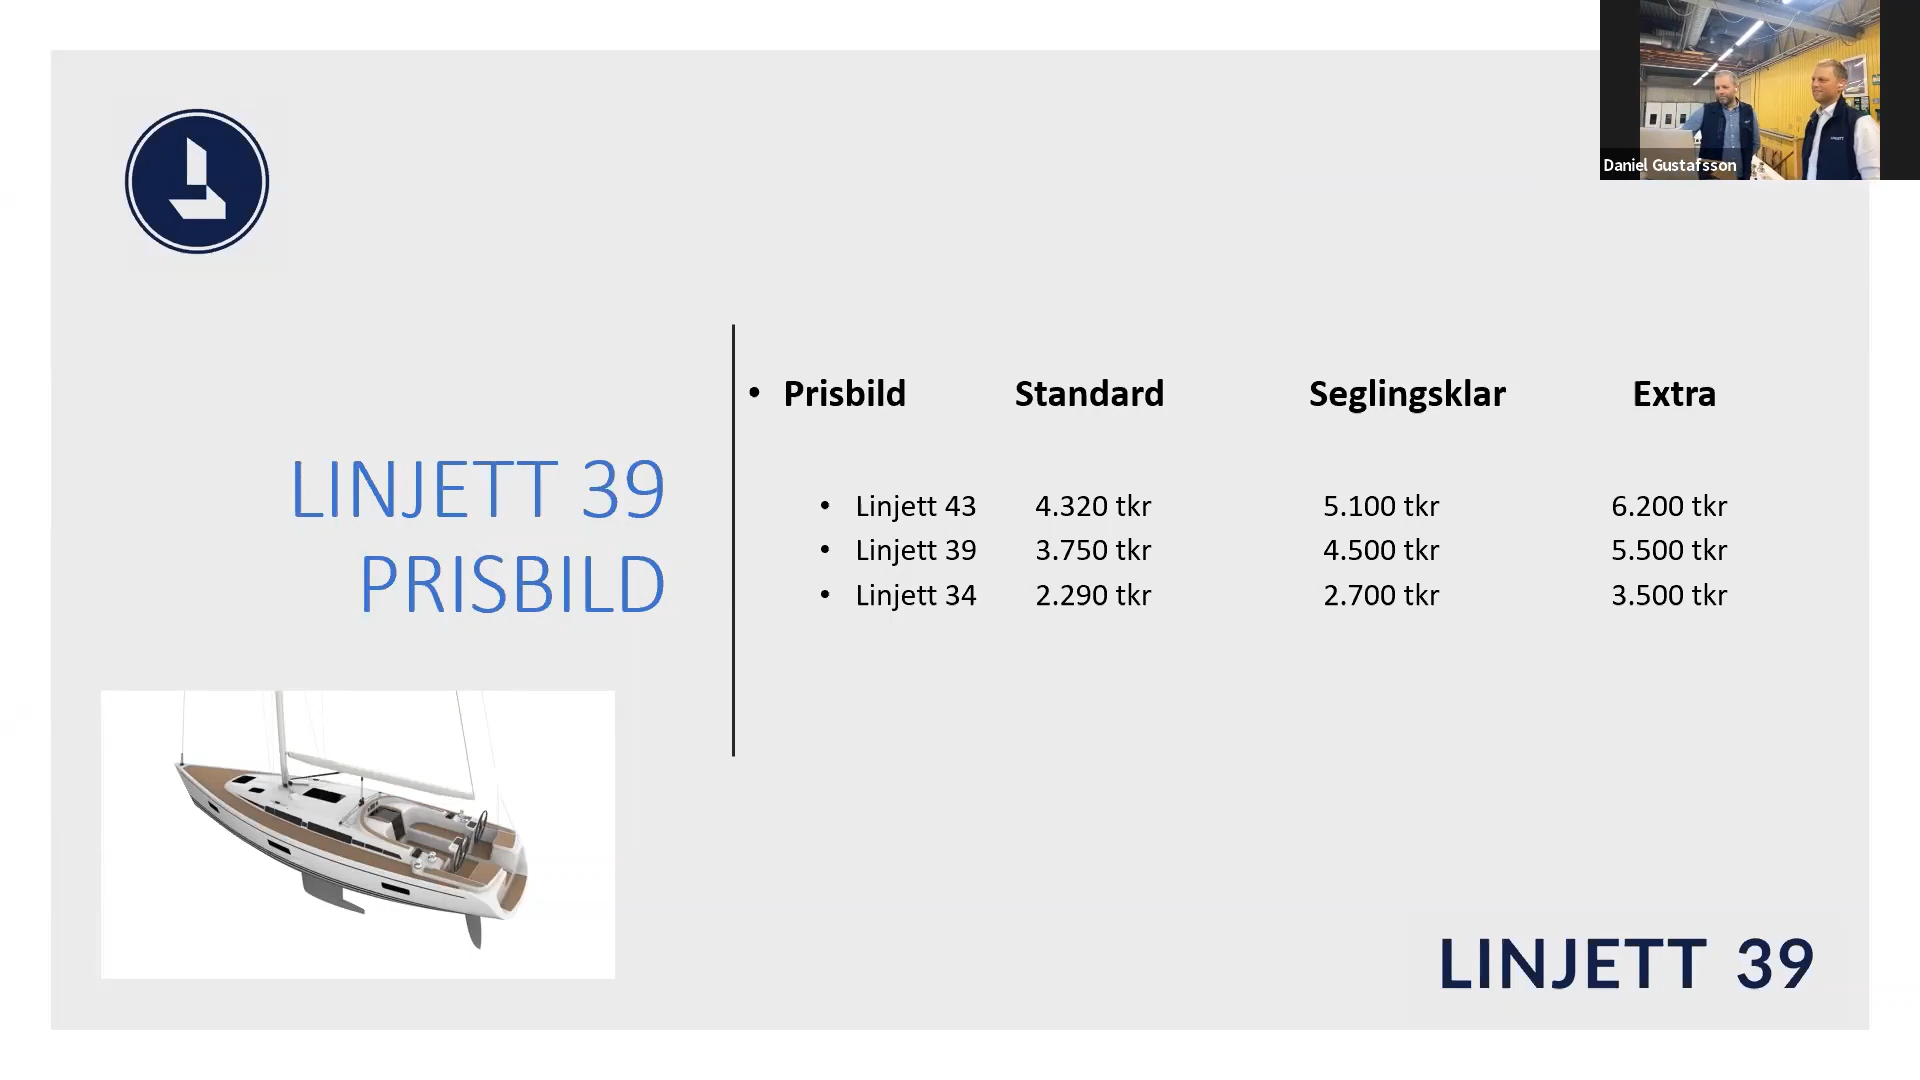 Daniel Gustafsson
LINJETT 39
PRISBILD
• Prisbild Standard Seglingsklar Extra
• Linjett 43 4.320 tkr 5.100 tkr 6.200 tkr
• Linjett 39 3.750 tkr 4.500 tkr 5.500 tkr
• Linjett 34 2.290 tkr 2.700 tkr 3.500 tkr
LINJETT 39